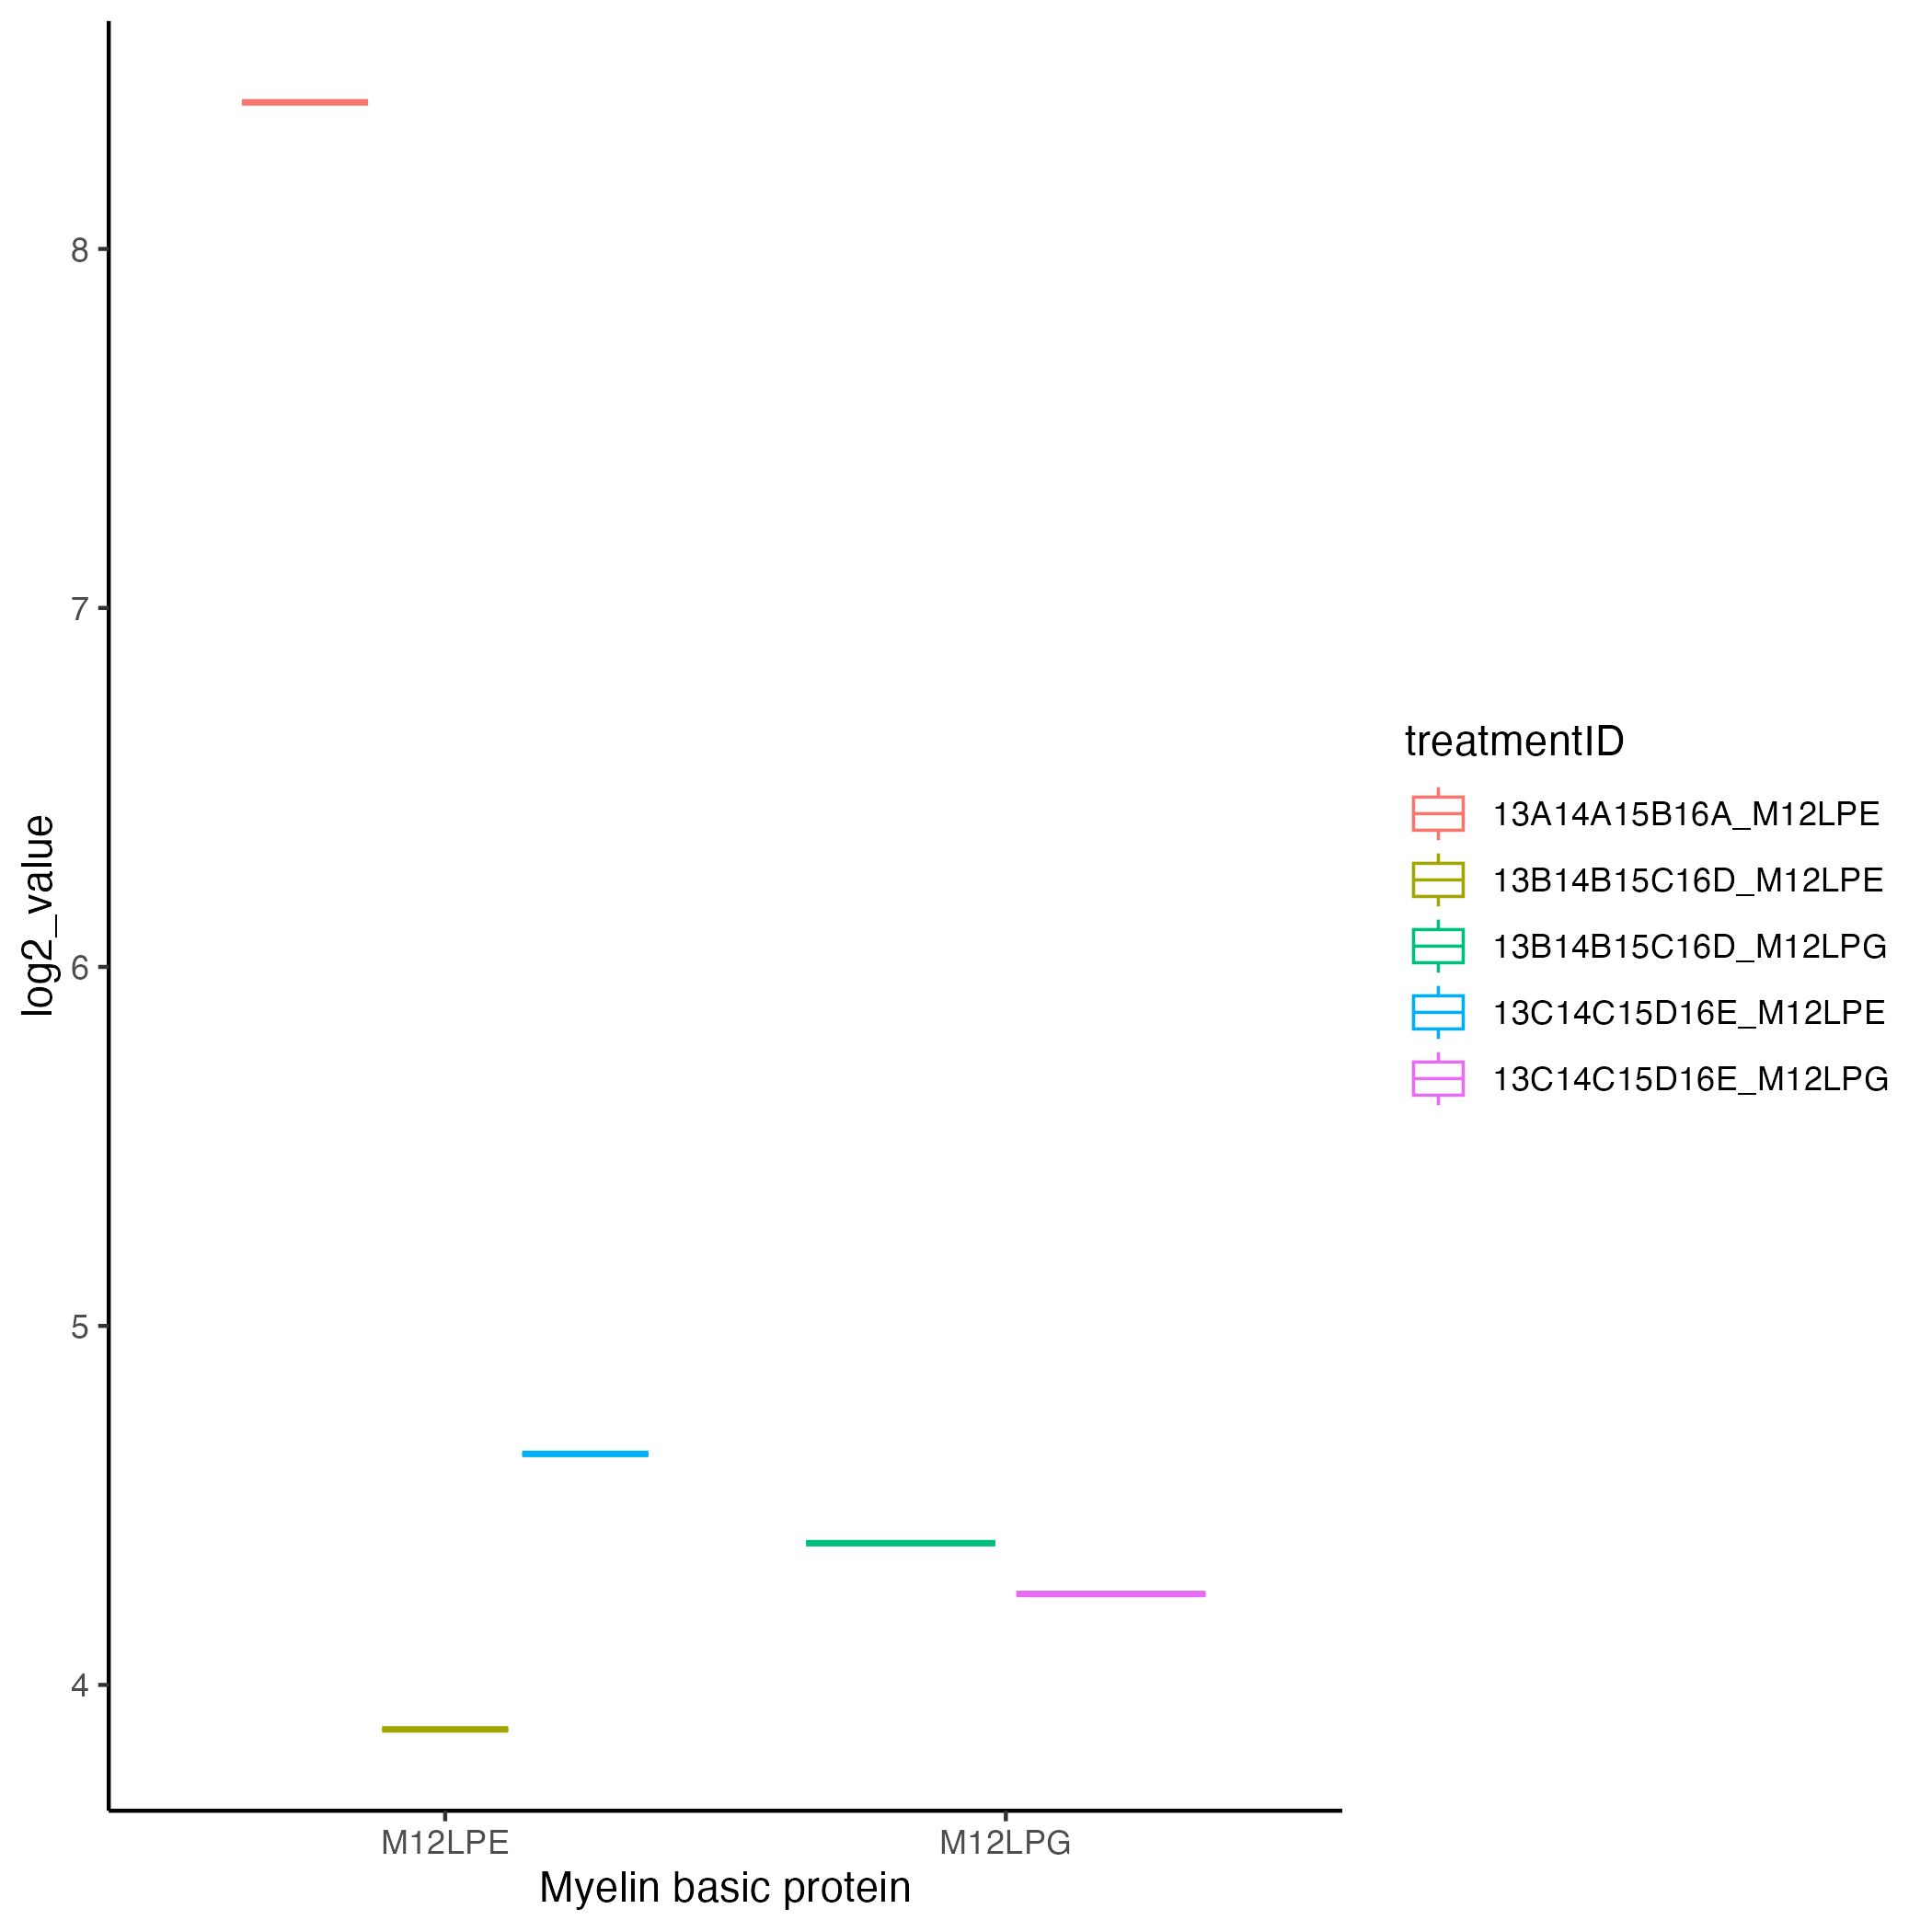 8
7
6
5
4
log2_value
M12LPE
M12LPG
Myelin basic protein
treatmentID
13A14A15B16A_M12LPE
13B14B15C16D_M12LPE
13B14B15C16D_M12LPG
13C14C15D16E_M12LPE
13C14C15D16E_M12LPG